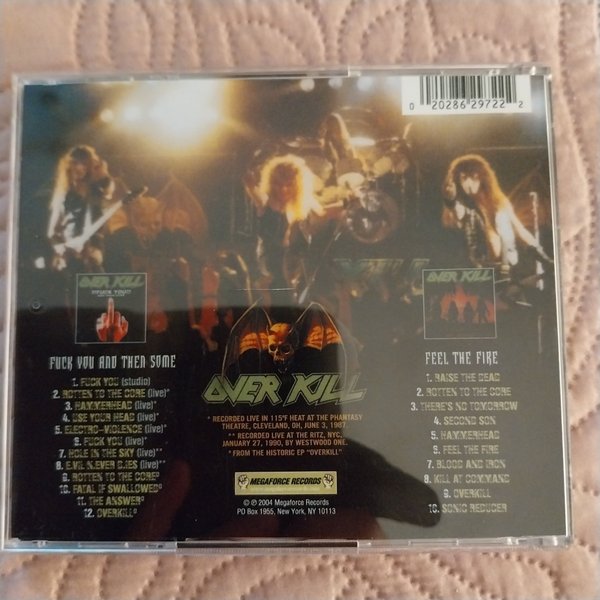 0 20286 29722 2
OVER KILL
!!!FUCK YOU!!!
OVER KILL
FUCK YOU AND THEN SOME
1. FUCK YOU (studio)
2. ROTTEN TO THE CORE (live)*
3. HAMMERHEAD (live)*
4. USE YOUR HEAD (live)*
5. ELECTRO-VIOLENCE (live)*
6. FUCK YOU (live)*
7. HOLE IN THE SKY (live)**
8. E.VIL N.EVER D.IES (live)**
9. ROTTEN TO THE CORE°
10. FATAL IF SWALLOWED°
11. THE ANSWER°
12. OVERKILL°
OVER KILL
* RECORDED LIVE IN 115°F HEAT AT THE PHANTASY
THEATRE, CLEVELAND, OH, JUNE 3, 1987.
** RECORDED LIVE AT THE RITZ, NYC,
JANUARY 27, 1990, BY WESTWOOD ONE.
° FROM THE HISTORIC EP "OVERKILL"
MEGAFORCE RECORDS
© ℗ 2004 Megaforce Records
PO Box 1955, New York, NY 10113
FEEL THE FIRE
1. RAISE THE DEAD
2. ROTTEN TO THE CORE
3. THERE'S NO TOMORROW
4. SECOND SON
5. HAMMERHEAD
6. FEEL THE FIRE
7. BLOOD AND IRON
8. KILL AT COMMAND
9. OVERKILL
10. SONIC REDUCER